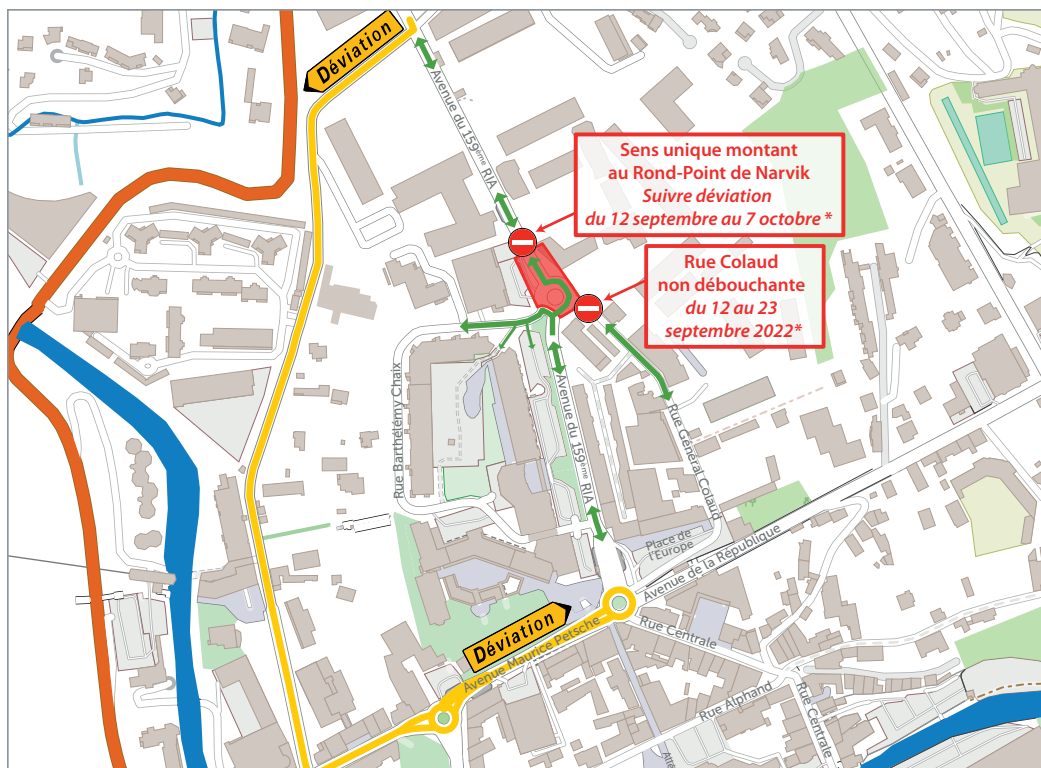 Déviation
Avenue du 159ème RIA
Sens unique montant
au Rond-Point de Narvik
Suivre déviation
du 12 septembre au 7 octobre *
Rue Colaud
non débouchante
du 12 au 23
septembre 2022*
Rue Barthélémy Chaix
Avenue du 159ème RIA
Rue Général Colaud
Place de
l'Europe
Avenue de la République
Déviation
Avenue Maurice Petsche
Rue Centrale
Rue Alphand
Rue Centrale